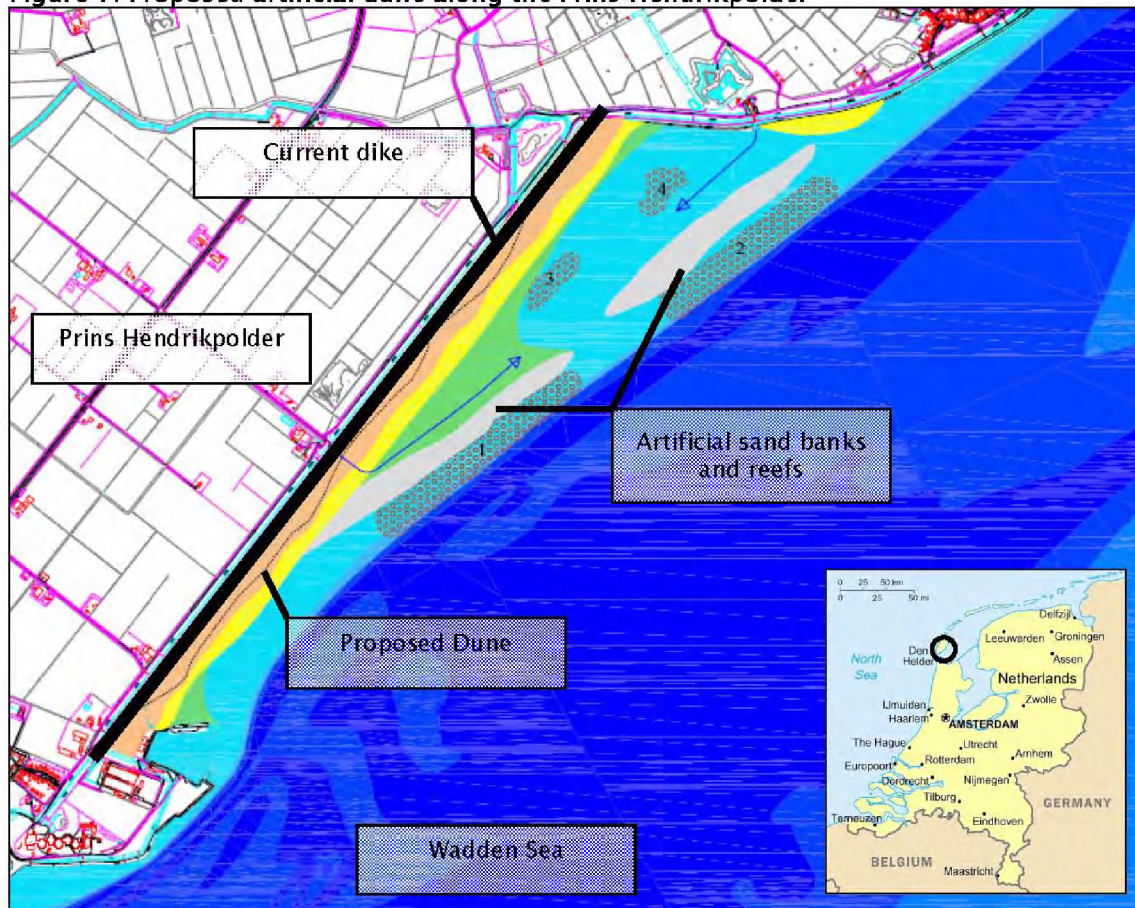 Current dike
4
2
3
Prins Hendrikpolder
Artificial sand banks
and reefs
1
Proposed Dune
Wadden Sea
0 25 50 km
0 25 50 mi
Delfzijl
Leeuwarden
Groningen
Den
Helder
Assen
North
Sea
Netherlands
Zwolle
IJmuiden
Haarlem
AMSTERDAM
The Hague
Utrecht
Arnhem
Europoort
Rotterdam
Dordrecht
Nijmegen
Tilburg
GERMANY
Terneuzen
Eindhoven
BELGIUM
Maastricht